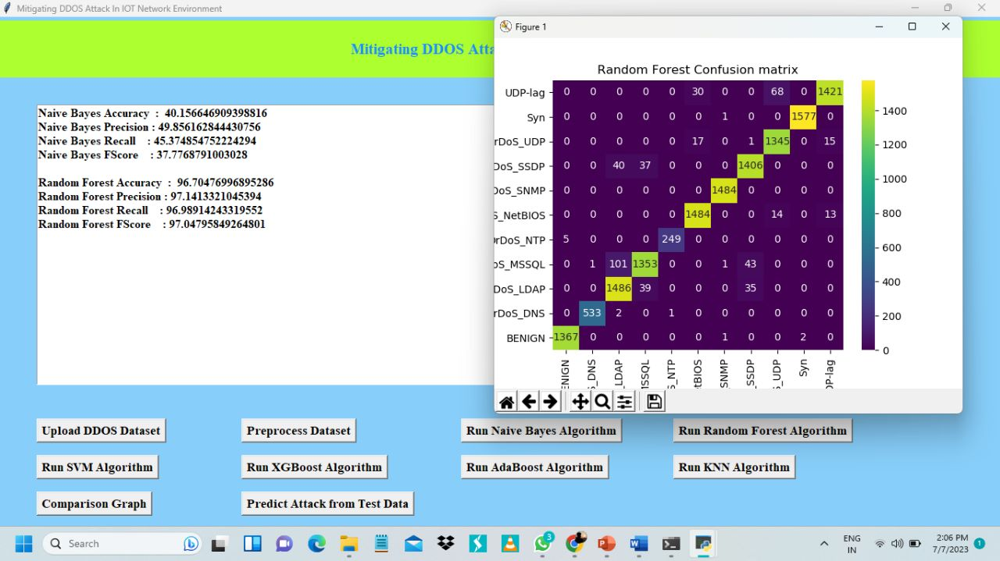 Mitigating DDOS Attack In IOT Network Environment
Figure 1
Mitigating DDOS Atta
Naive Bayes Accuracy : 40.156646909398816
Naive Bayes Precision : 49.856162844430756
Naive Bayes Recall : 45.374854752224294
Naive Bayes FScore : 37.7768791003028
Random Forest Accuracy : 96.70476996895286
Random Forest Precision : 97.1413321045394
Random Forest Recall : 96.98914243319552
Random Forest FScore : 97.04795849264801
Random Forest Confusion matrix
UDP-lag 0 0 0 0 0 30 0 0 68 0 1421
Syn 0 0 0 0 0 0 1 0 0 1577 0
rDoS_UDP 0 0 0 0 0 17 0 1 1345 0 15
DoS_SSDP 0 0 40 37 0 0 0 1406 0 0 0
DoS_SNMP 0 0 0 0 0 0 1484 0 0 0 0
S_NetBIOS 0 0 0 0 0 1484 0 0 14 0 13
DrDoS_NTP 5 0 0 0 249 0 0 0 0 0 0
oS_MSSQL 0 1 101 1353 0 0 1 43 0 0 0
DoS_LDAP 0 0 1486 39 0 0 0 35 0 0 0
rDoS_DNS 0 533 2 0 1 0 0 0 0 0 0
BENIGN 1367 0 0 0 0 0 1 0 0 2 0
ENIGN S_DNS _LDAP MSSQL S_NTP tBIOS SNMP _SSDP S_UDP Syn DP-lag
1400
1200
1000
800
600
400
200
0
Upload DDOS Dataset
Preprocess Dataset
Run Naive Bayes Algorithm
Run Random Forest Algorithm
Run SVM Algorithm
Run XGBoost Algorithm
Run AdaBoost Algorithm
Run KNN Algorithm
Comparison Graph
Predict Attack from Test Data
Search
3
ENG
IN
2:06 PM
7/7/2023
1